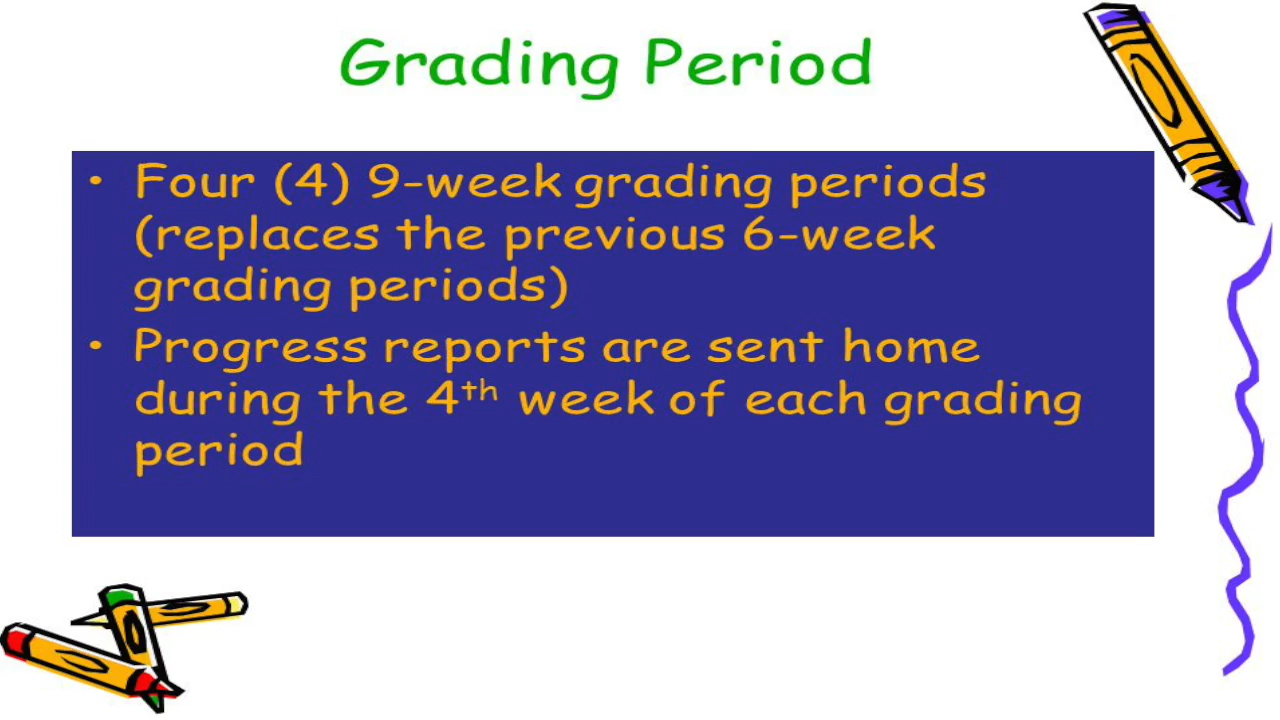 Grading Period
• Four (4) 9-week grading periods
(replaces the previous 6-week
grading periods)
• Progress reports are sent home
during the 4th week of each grading
period